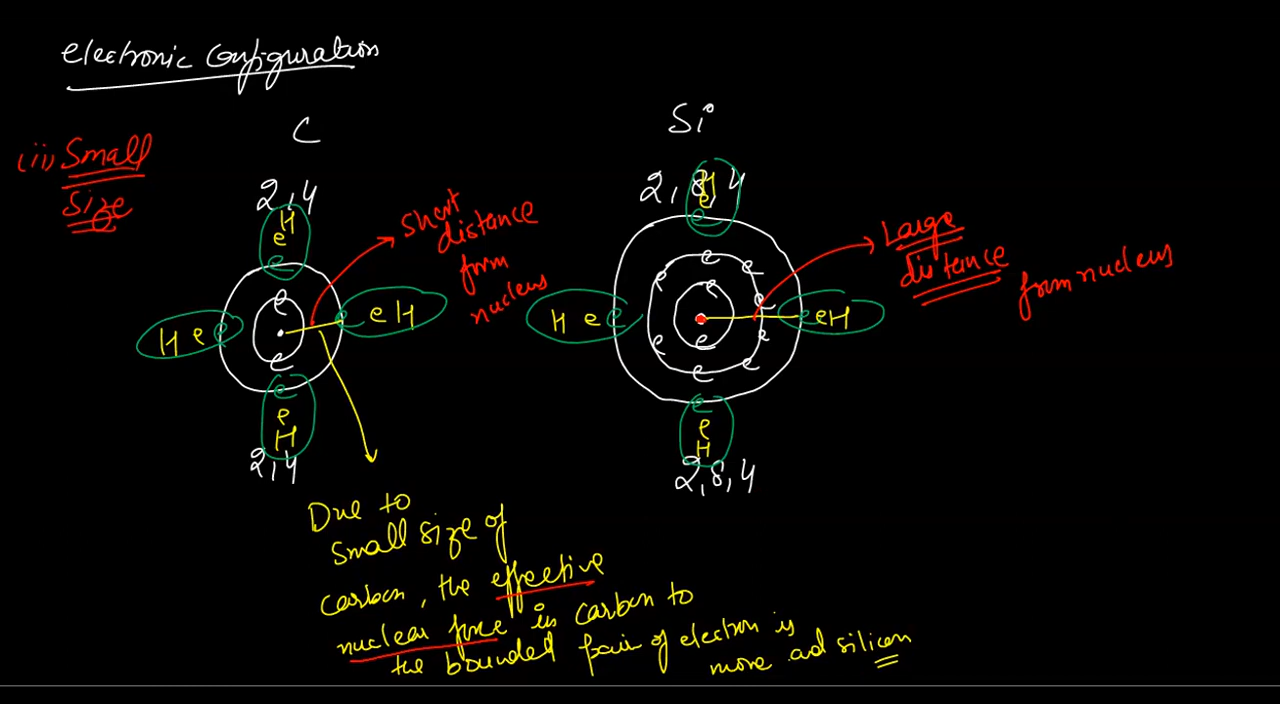 electronic configuration
(ii) Small
Size
C
2,4
H
e
e
e
e
H e e
e e H
e
e
H
2,4
Short
distance
form
nucleus
Si
2,8,4
H
e
e
e
e
e
e
e
e
H e e
e e H
e
e
e
e
e
e
e
H
2,8,4
Large
distance
from nucleus
Due to
small size of
carbon, the effective
nuclear force in carbon to
the bounded pair of electron is
more and silicon